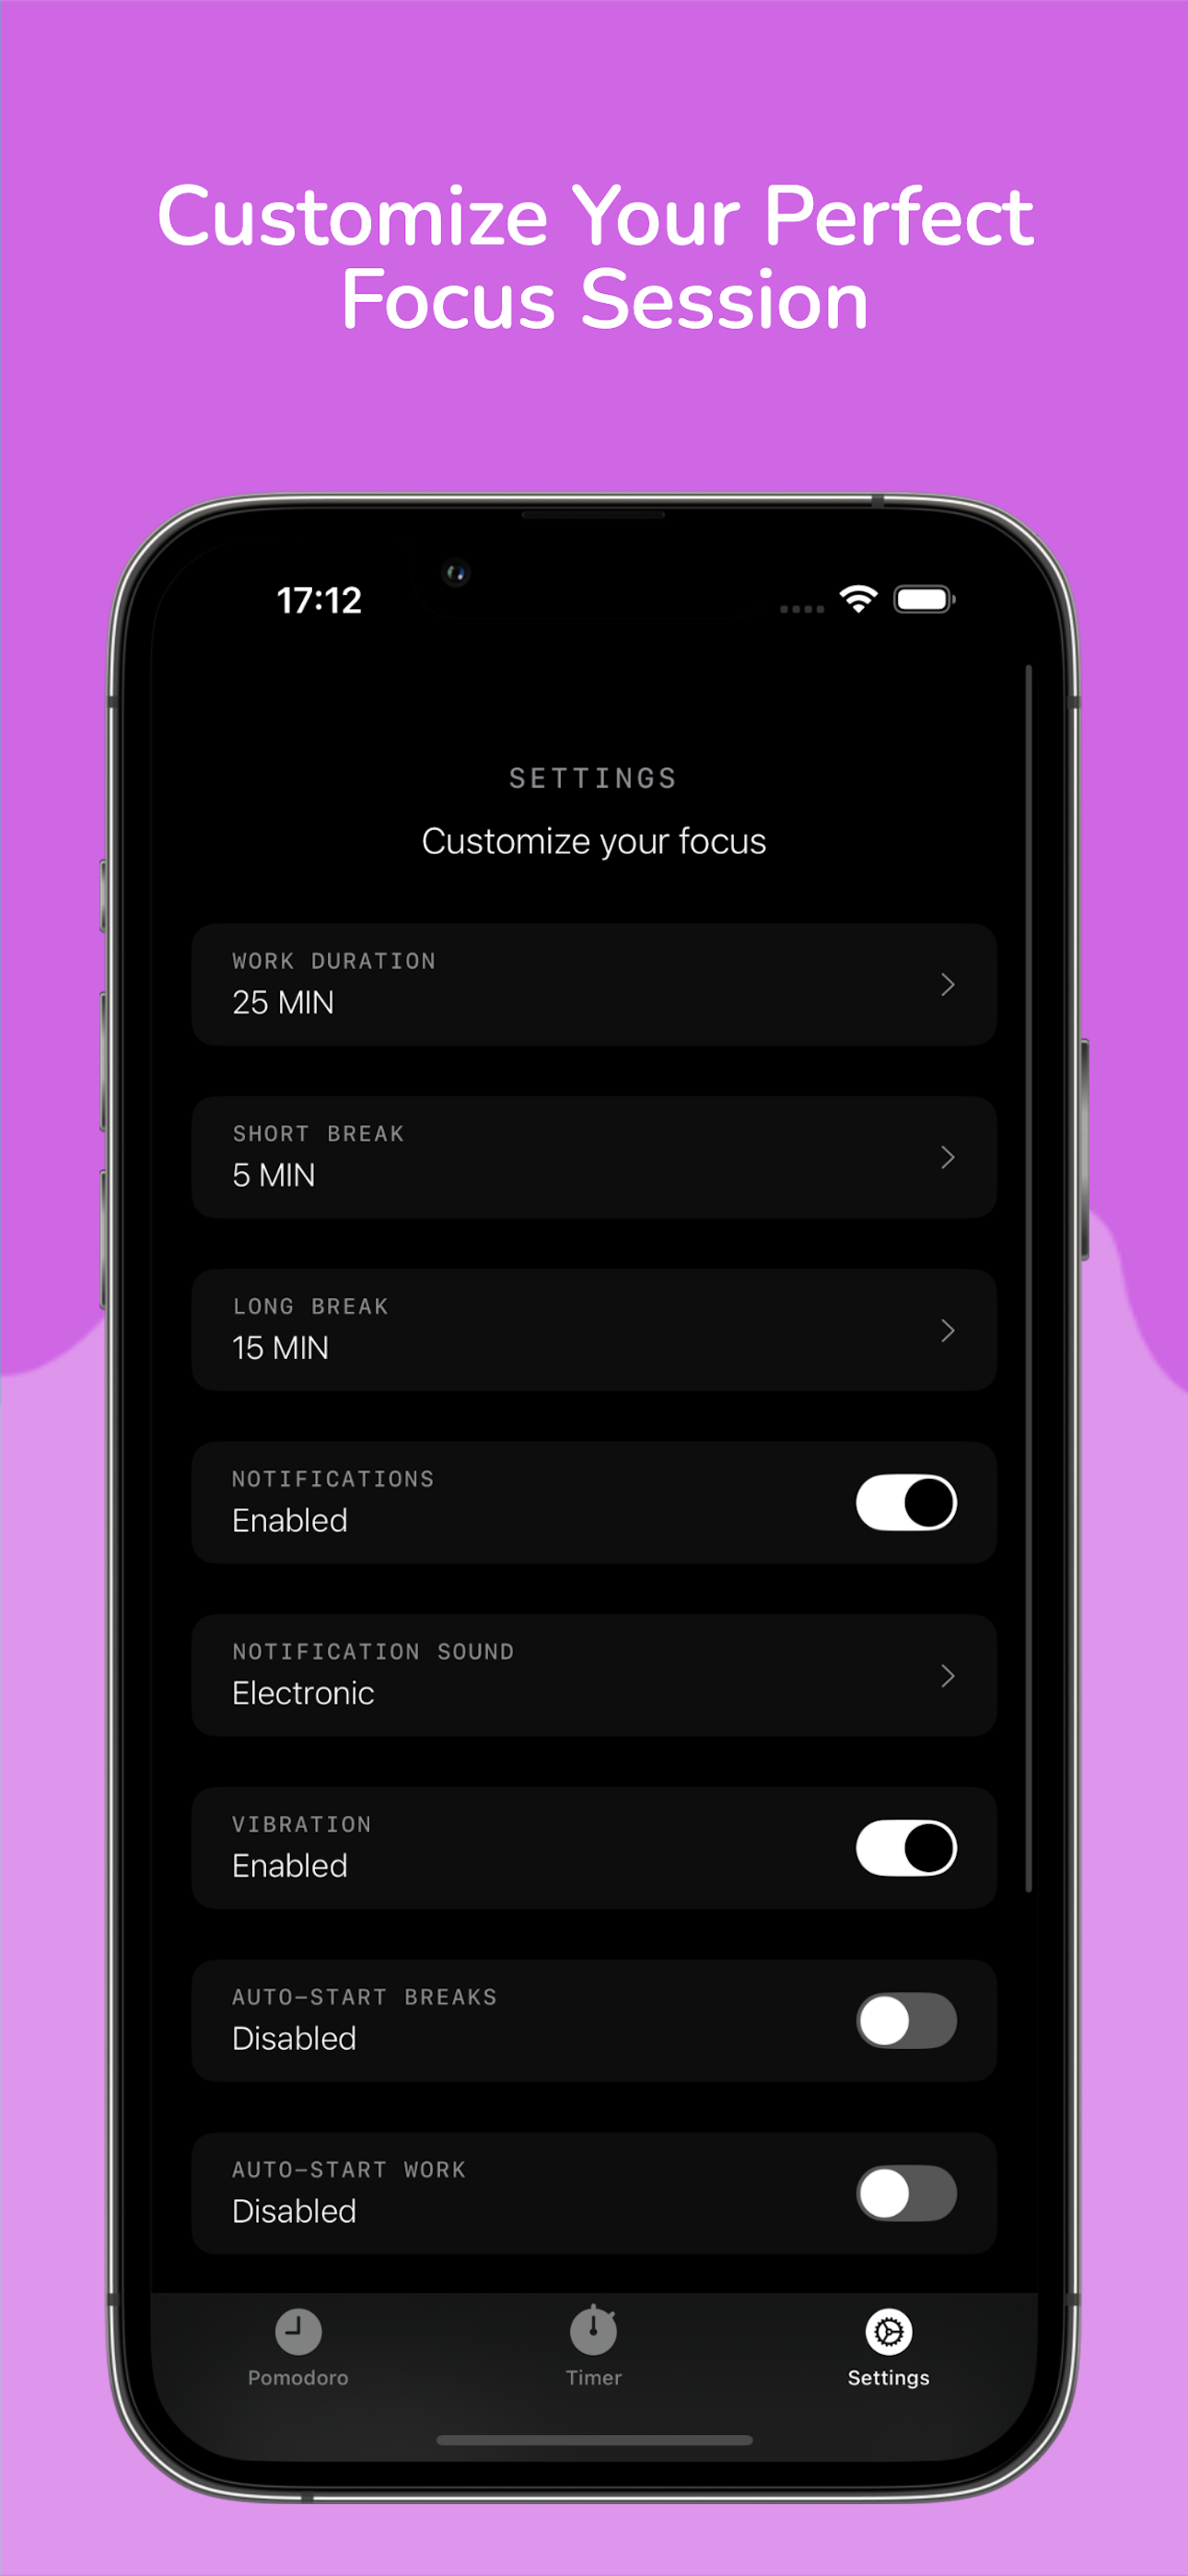 Customize Your Perfect
Focus Session
17:12
SETTINGS
Customize your focus
WORK DURATION
25 MIN
SHORT BREAK
5 MIN
LONG BREAK
15 MIN
NOTIFICATIONS
Enabled
NOTIFICATION SOUND
Electronic
VIBRATION
Enabled
AUTO-START BREAKS
Disabled
AUTO-START WORK
Disabled
Pomodoro
Timer
Settings